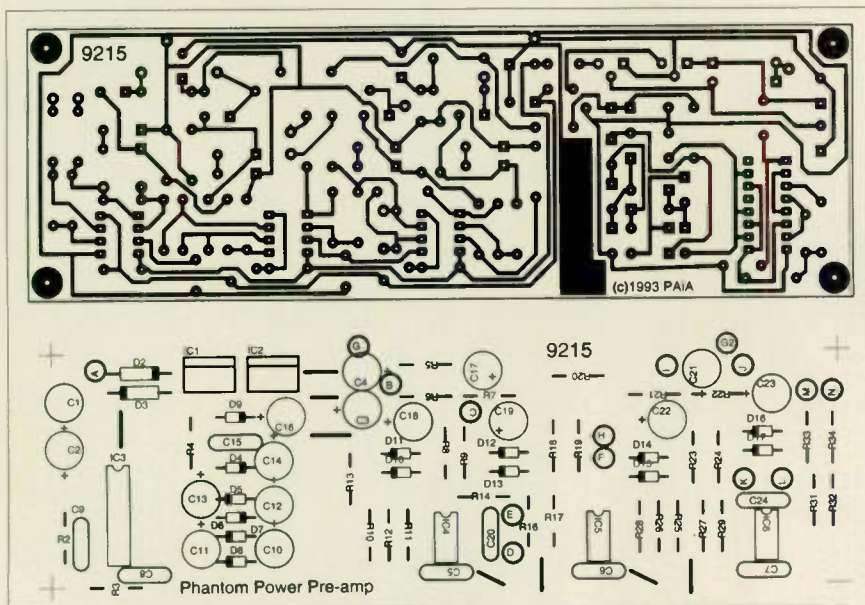 9215
(c)1993 PAiA
9215
A
D2
D3
C1
C2
IC3
C9
R2
R3
C8
C1
IC2
D9
C16
R4
C15
D4
C14
C13
D5
C12
D6
D7
C11
D8
C10
Phantom Power Pre-amp
G
C4
B
R5
R6
C17
R7
C18
C19
D11
D10
R8
R9
D12
D13
R13
R14
R10
R12
R11
IC4
C20
E
D
R16
R17
C5
R20
R18
R19
H
F
IC5
C6
I
C21
G2
J
R21
R22
C22
C23
D14
D15
R23
R24
D16
D17
M
N
R33
R34
K
L
C24
R28
R26
R25
R27
R29
IC6
R31
R32
C7